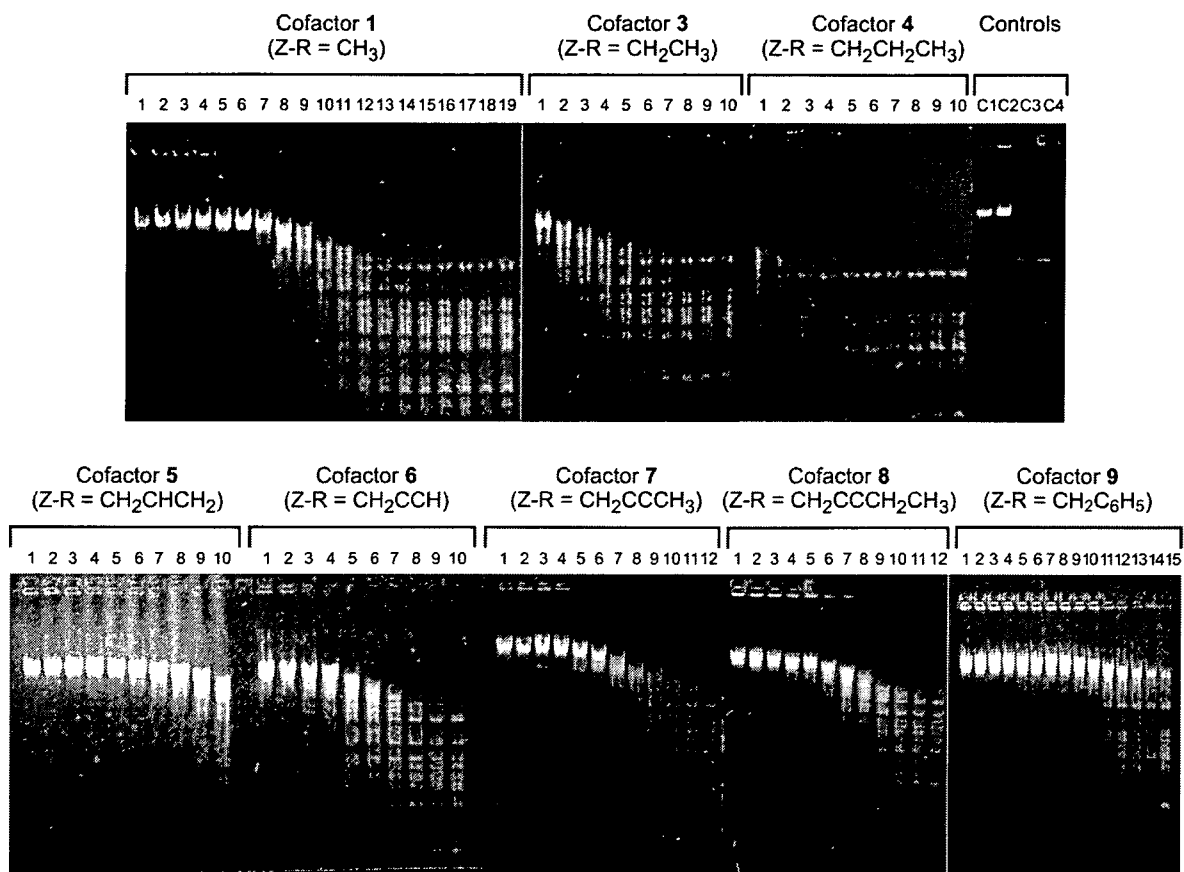 Cofactor 1 Cofactor 3 Cofactor 4 Controls
(Z-R = CH3) (Z-R = CH2CH3) (Z-R = CH2CH2CH3)
1 2 3 4 5 6 7 8 9 10 11 12 13 14 15 16 17 18 19 1 2 3 4 5 6 7 8 9 10 1 2 3 4 5 6 7 8 9 10 C1 C2 C3 C4
Cofactor 5 Cofactor 6 Cofactor 7 Cofactor 8 Cofactor 9
(Z-R = CH2CHCH2) (Z-R = CH2CCH) (Z-R = CH2CCCH3) (Z-R = CH2CCCH2CH3) (Z-R = CH2C6H5)
1 2 3 4 5 6 7 8 9 10 1 2 3 4 5 6 7 8 9 10 1 2 3 4 5 6 7 8 9 10 11 12 1 2 3 4 5 6 7 8 9 10 11 12 1 2 3 4 5 6 7 8 9 10 11 12 13 14 15